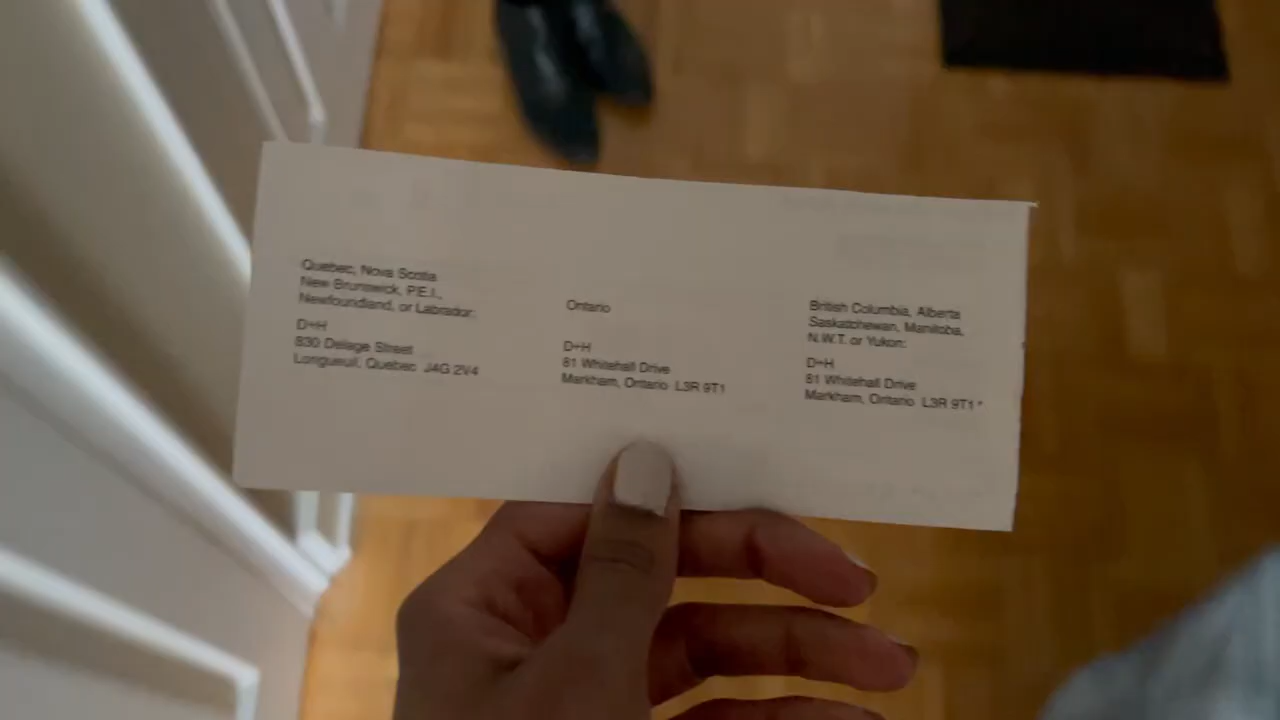 Quebec, Nova Scotia
New Brunswick, P.E.I.,
Newfoundland, or Labrador:
D+H
830 Delage Street
Longueuil, Quebec J4G 2V4
Ontario
D+H
81 Whitehall Drive
Markham, Ontario L3R 9T1
British Columbia, Alberta
Saskatchewan, Manitoba,
N.W.T. or Yukon:
D+H
81 Whitehall Drive
Markham, Ontario L3R 9T1 *